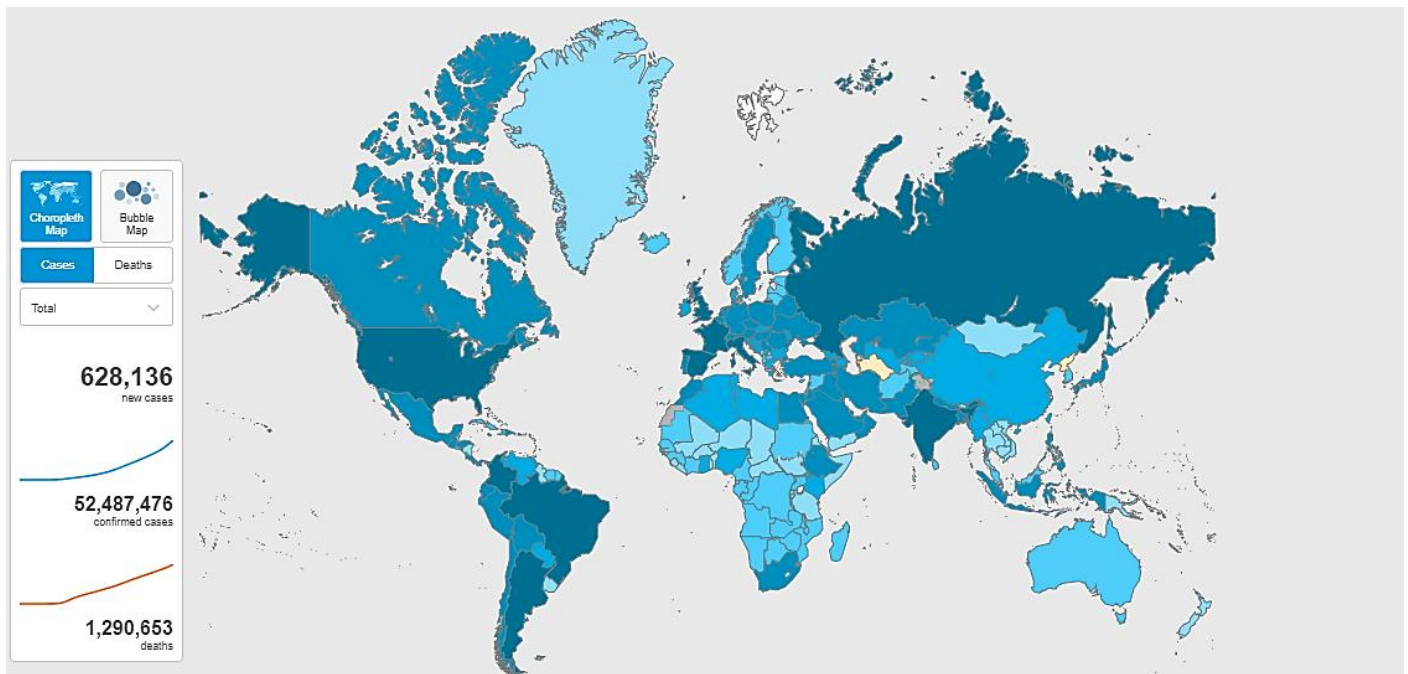 Choropleth
Map
Bubble
Map
Cases
Deaths
Total
628,136
new cases
52,487,476
confirmed cases
1,290,653
deaths